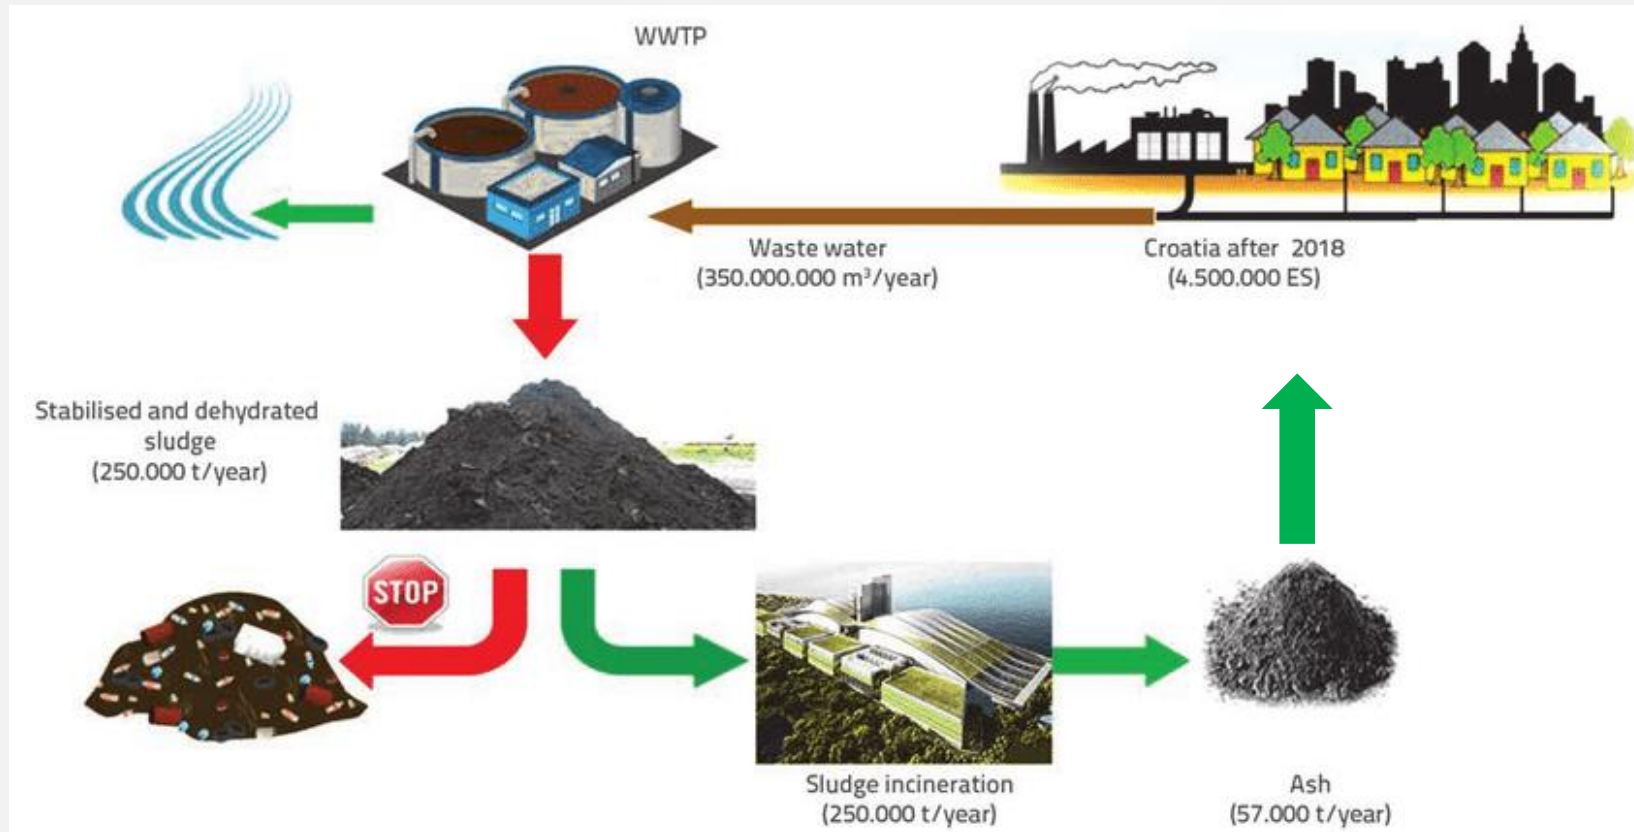 WWTP
Waste water
(350.000.000 m³/year)
Croatia after 2018
(4.500.000 ES)
Stabilised and dehydrated
sludge
(250.000 t/year)
STOP
Sludge incineration
(250.000 t/year)
Ash
(57.000 t/year)